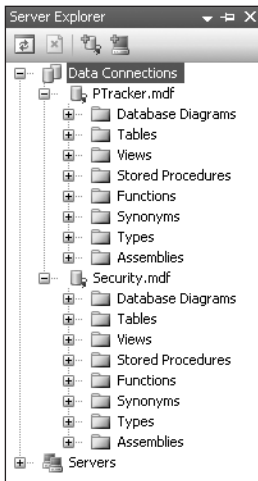 Server Explorer
Data Connections
PTracker.mdf
Database Diagrams
Tables
Views
Stored Procedures
Functions
Synonyms
Types
Assemblies
Security.mdf
Database Diagrams
Tables
Views
Stored Procedures
Functions
Synonyms
Types
Assemblies
Servers